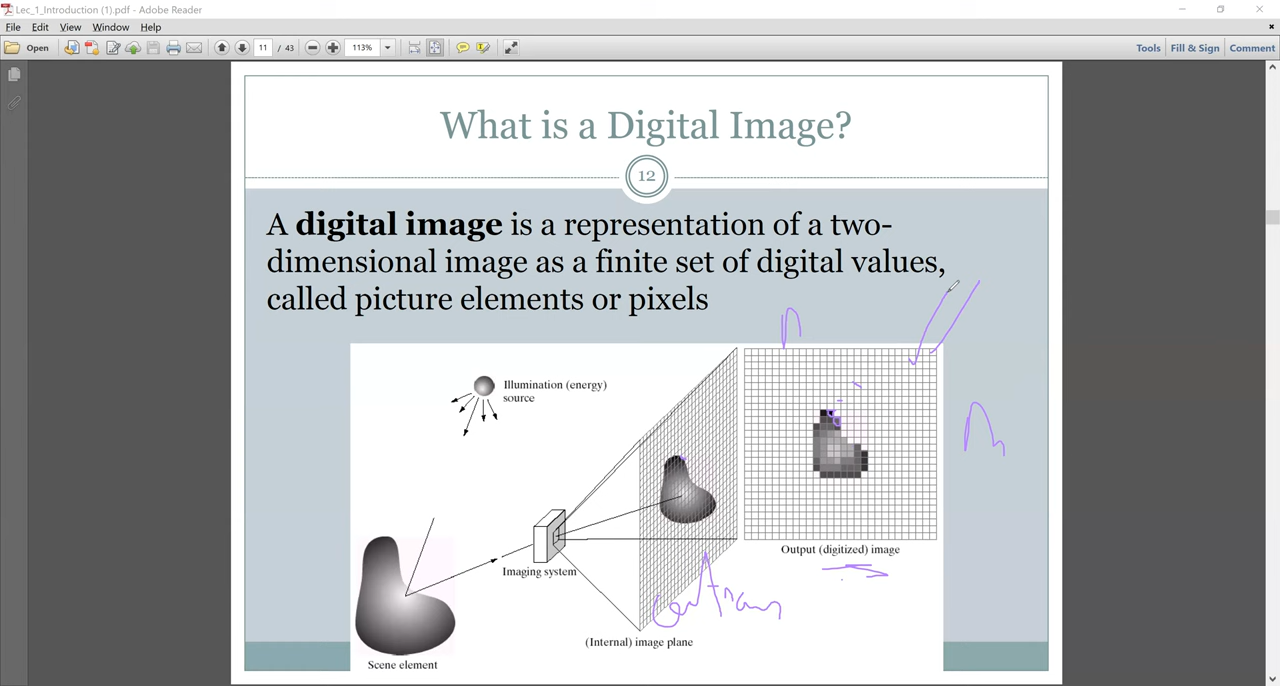 Lec_1_Introduction (1).pdf - Adobe Reader
File Edit View Window Help
Open 11 / 43 113% Tools Fill & Sign Comment
What is a Digital Image?
12
A digital image is a representation of a two-
dimensional image as a finite set of digital values,
called picture elements or pixels
n
Illumination (energy)
source
m
Output (digitized) image
Imaging system
(Internal) image plane
Scene element